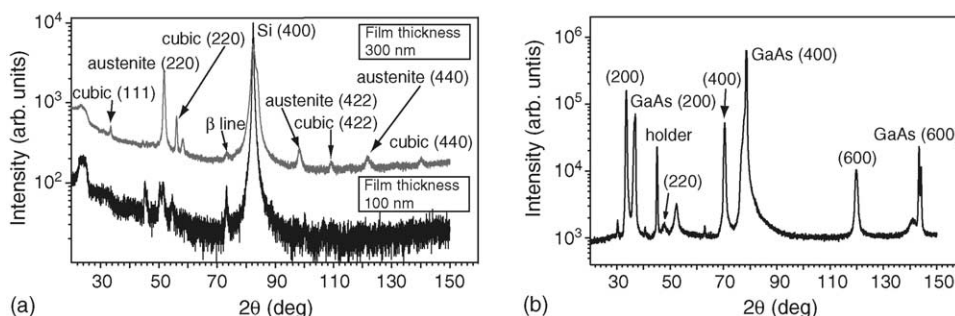 10⁴
10³
10²
Intensity (arb. units)
cubic (111)
austenite (220)
cubic (220)
β line
Si (400)
Film thickness
300 nm
austenite (422)
cubic (422)
austenite
(440)
cubic (440)
Film thickness
100 nm
30 50 70 90 110 130 150
2θ (deg)
(a)
10⁶
10⁵
10⁴
10³
Intensity (arb. untis)
(200)
GaAs (200)
holder
(220)
(400)
GaAs (400)
(600)
GaAs (600
30 50 70 90 110 130 150
2θ (deg)
(b)